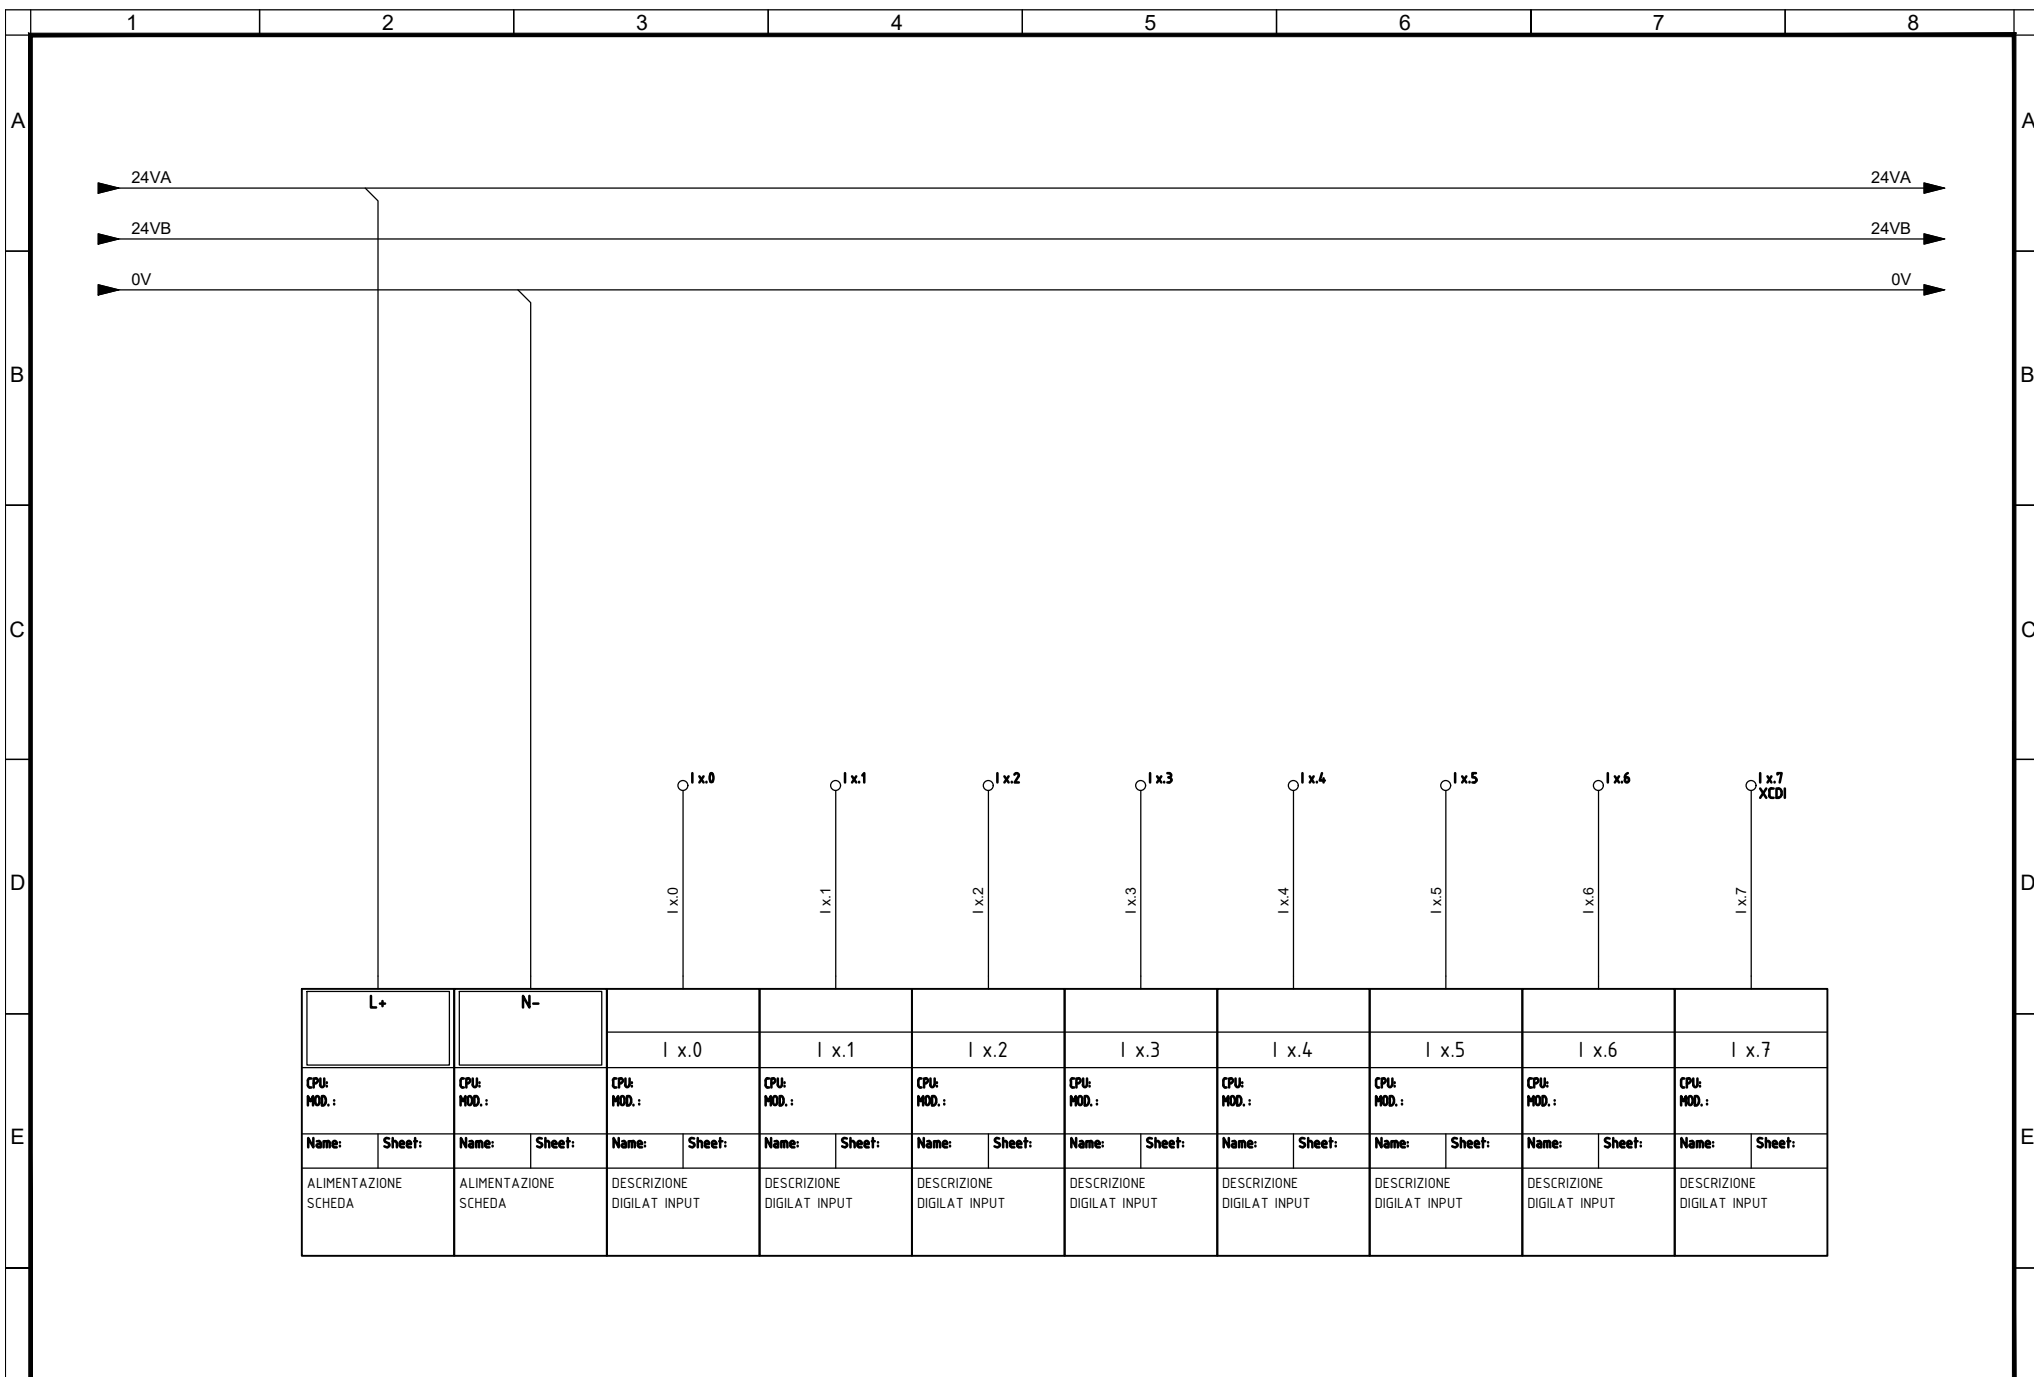 1 2 3 4 5 6 7 8
A A
24VA 24VA
24VB 24VB
0V 0V
B B
C C
I x.0 I x.1 I x.2 I x.3 I x.4 I x.5 I x.6 I x.7
XCDI
D D
I x.0 I x.1 I x.2 I x.3 I x.4 I x.5 I x.6 I x.7
L+ N-
I x.0 I x.1 I x.2 I x.3 I x.4 I x.5 I x.6 I x.7
CPU: CPU: CPU: CPU: CPU: CPU: CPU: CPU: CPU: CPU:
MOD.: MOD.: MOD.: MOD.: MOD.: MOD.: MOD.: MOD.: MOD.: MOD.:
E E
Name: Sheet: Name: Sheet: Name: Sheet: Name: Sheet: Name: Sheet: Name: Sheet: Name: Sheet: Name: Sheet: Name: Sheet: Name: Sheet:
ALIMENTAZIONE ALIMENTAZIONE DESCRIZIONE DESCRIZIONE DESCRIZIONE DESCRIZIONE DESCRIZIONE DESCRIZIONE DESCRIZIONE DESCRIZIONE
SCHEDA SCHEDA DIGILAT INPUT DIGILAT INPUT DIGILAT INPUT DIGILAT INPUT DIGILAT INPUT DIGILAT INPUT DIGILAT INPUT DIGILAT INPUT